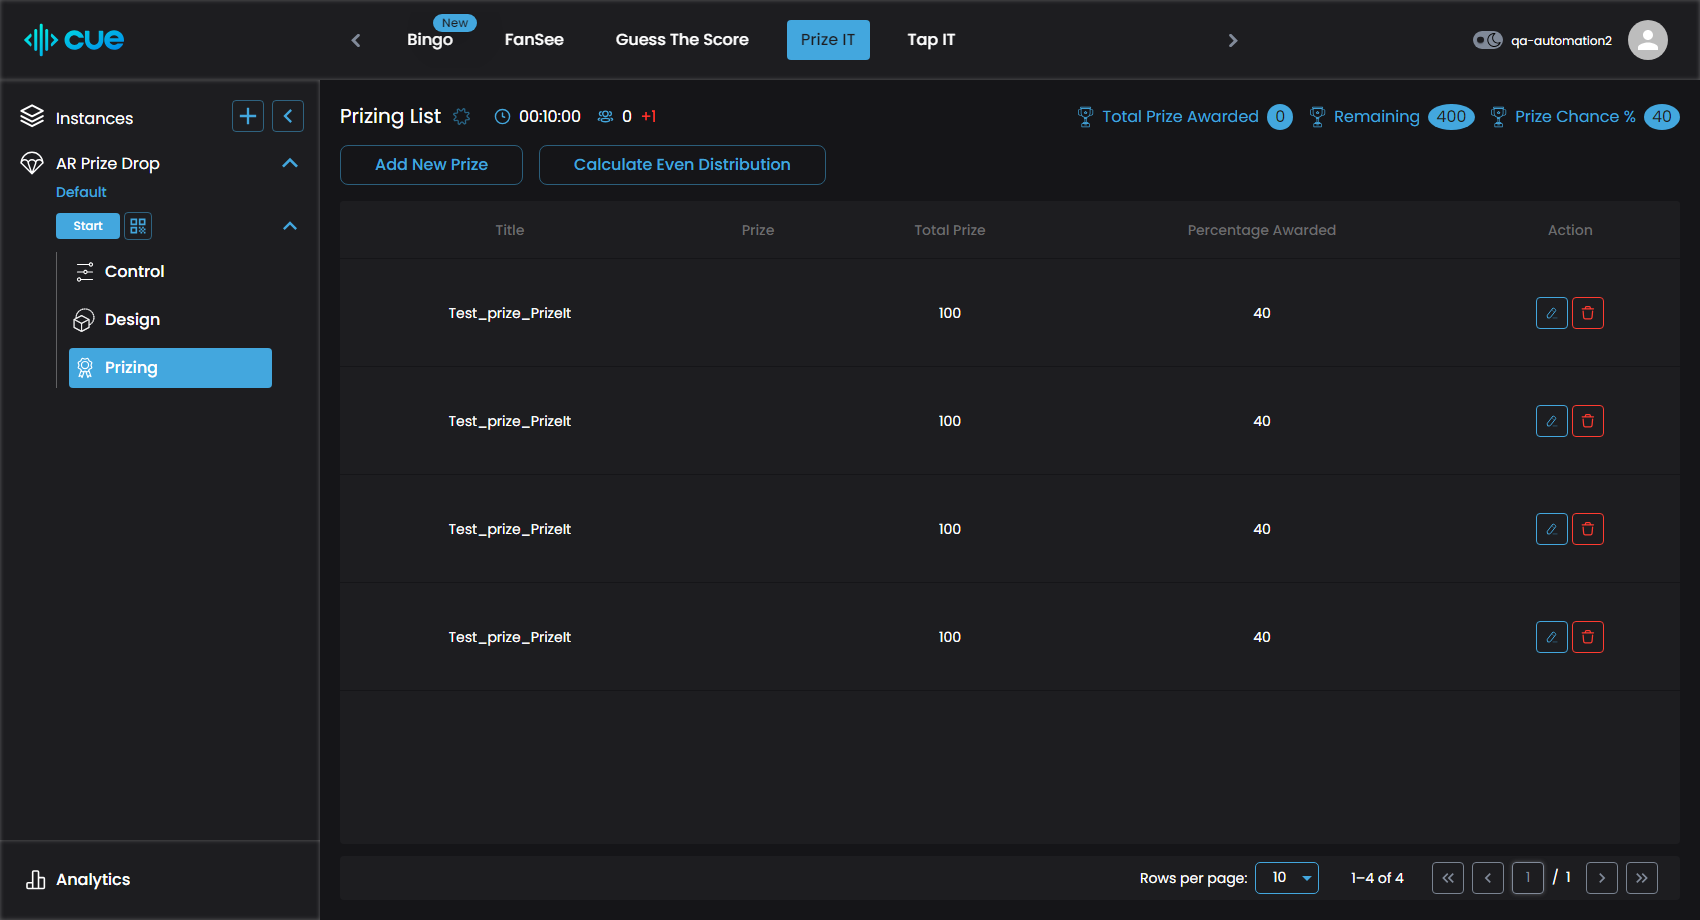 cue
New
Bingo
FanSee
Guess The Score
Prize IT
Tap IT
qa-automation2
Instances
AR Prize Drop
Default
Start
Control
Design
Prizing
Analytics
Prizing List
00:10:00
0 +1
Total Prize Awarded 0
Remaining 400
Prize Chance % 40
Add New Prize
Calculate Even Distribution
Title Prize Total Prize Percentage Awarded Action
Test_prize_PrizeIt 100 40
Test_prize_PrizeIt 100 40
Test_prize_PrizeIt 100 40
Test_prize_PrizeIt 100 40
Rows per page: 10 1–4 of 4 1 / 1